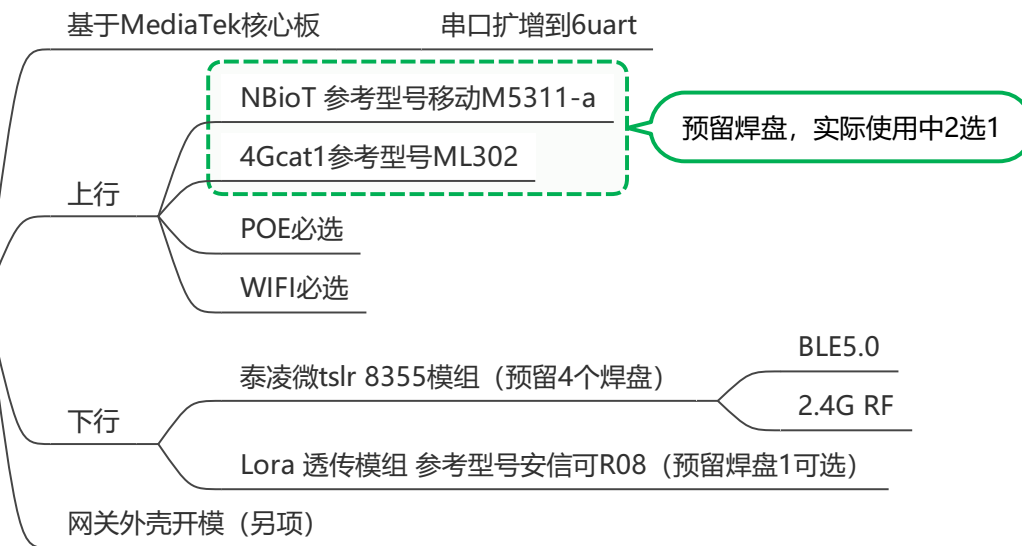 基于MediaTek核心板
串口扩增到6uart
NBioT 参考型号移动M5311-a
4Gcat1参考型号ML302
预留焊盘，实际使用中2选1
上行
POE必选
WIFI必选
泰凌微tslr 8355模组（预留4个焊盘）
BLE5.0
2.4G RF
下行
Lora 透传模组 参考型号安信可R08（预留焊盘1可选）
网关外壳开模（另项）